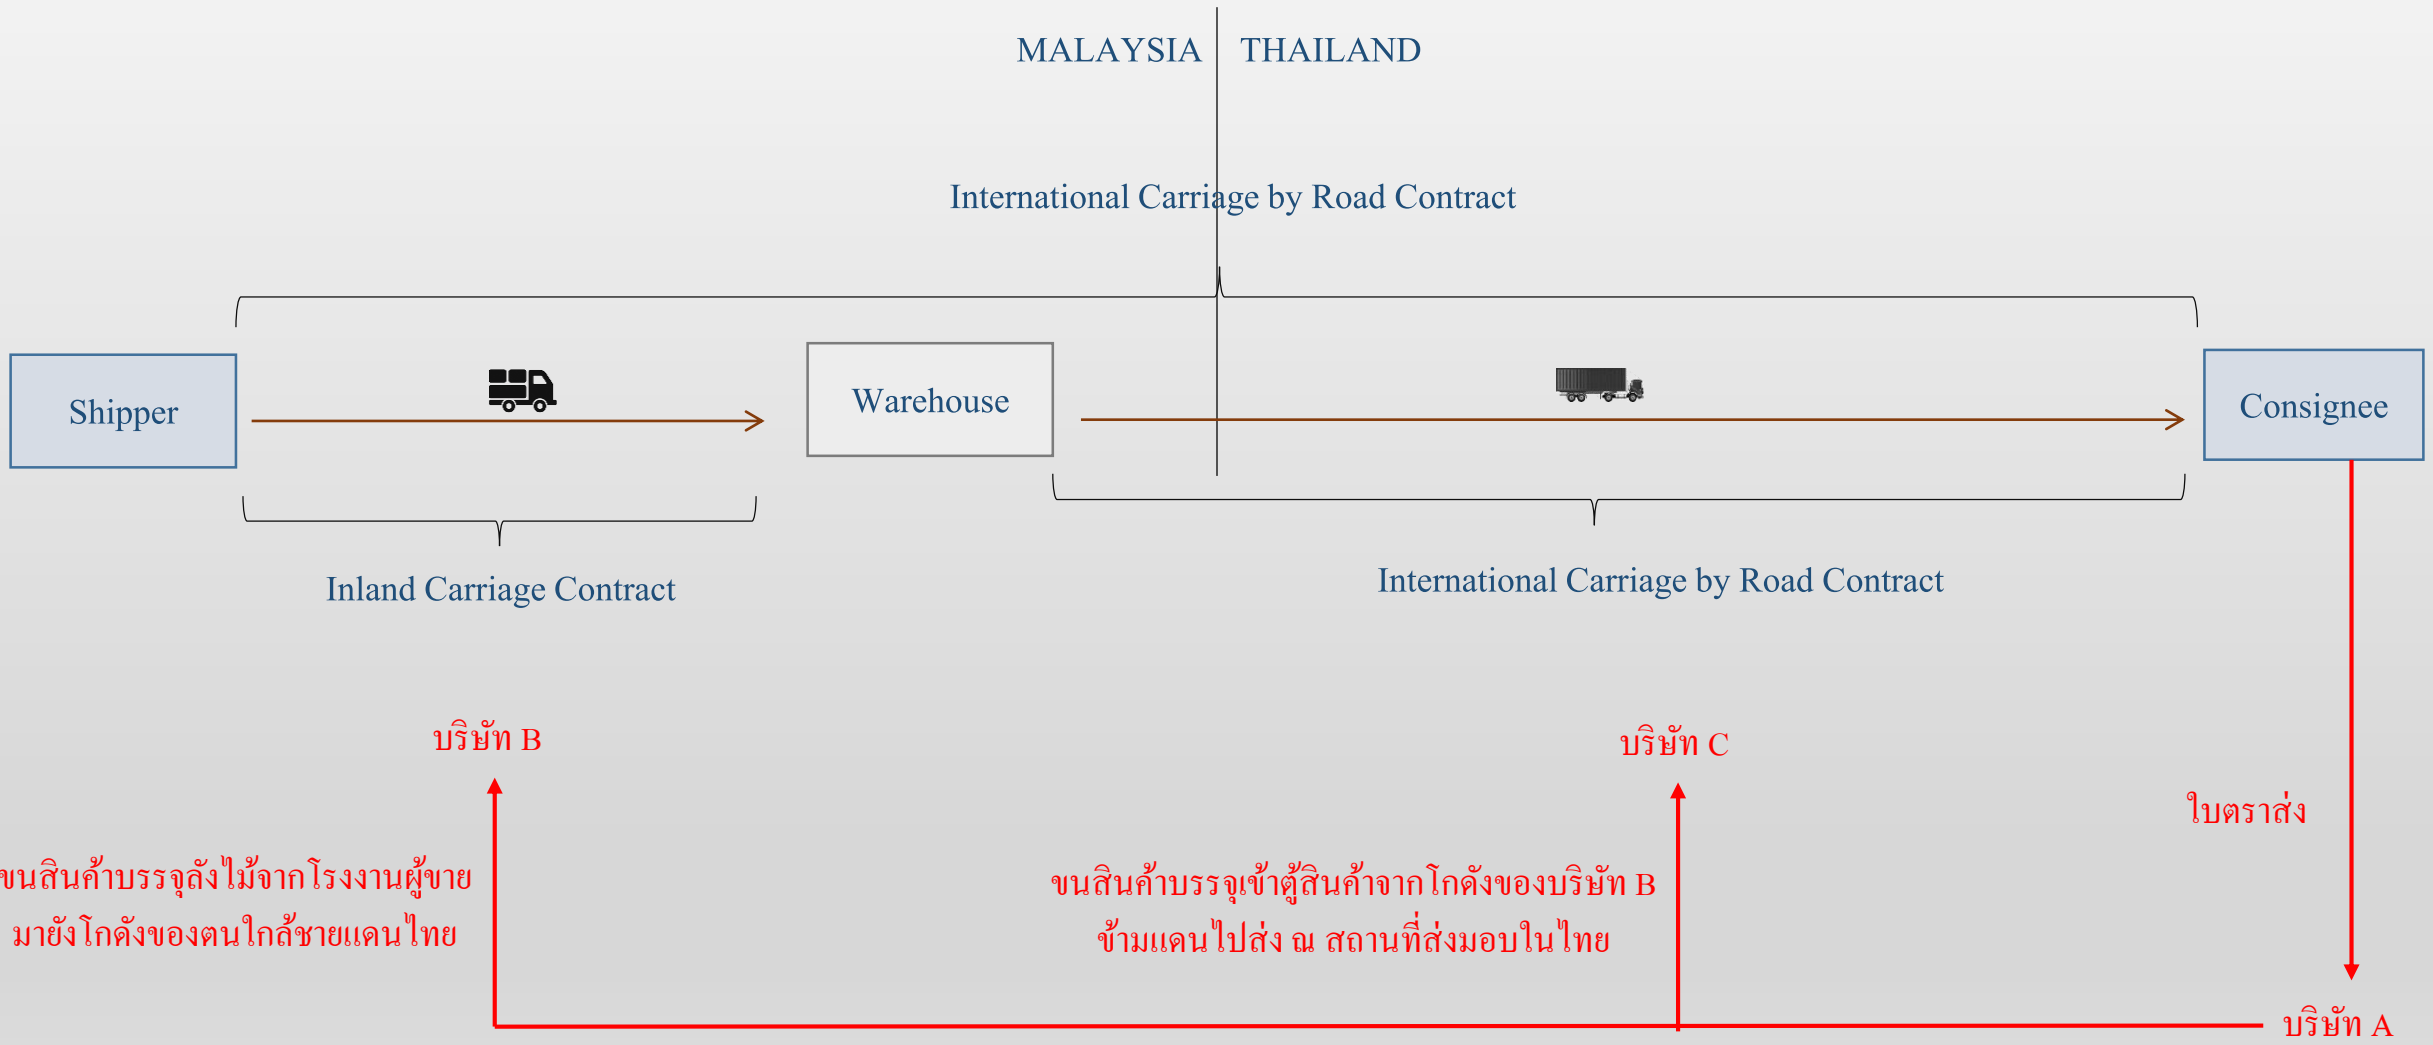 MALAYSIA THAILAND
International Carriage by Road Contract
Shipper
Warehouse
Consignee
Inland Carriage Contract
International Carriage by Road Contract
บริษัท B
บริษัท C
ใบตราส่ง
ขนสินค้าบรรจุลังไม้จากโรงงานผู้ขาย
มายังโกดังของตนใกล้ชายแดนไทย
ขนสินค้าบรรจุเข้าตู้สินค้าจากโกดังของบริษัท B
ข้ามแดนไปส่ง ณ สถานที่ส่งมอบในไทย
บริษัท A